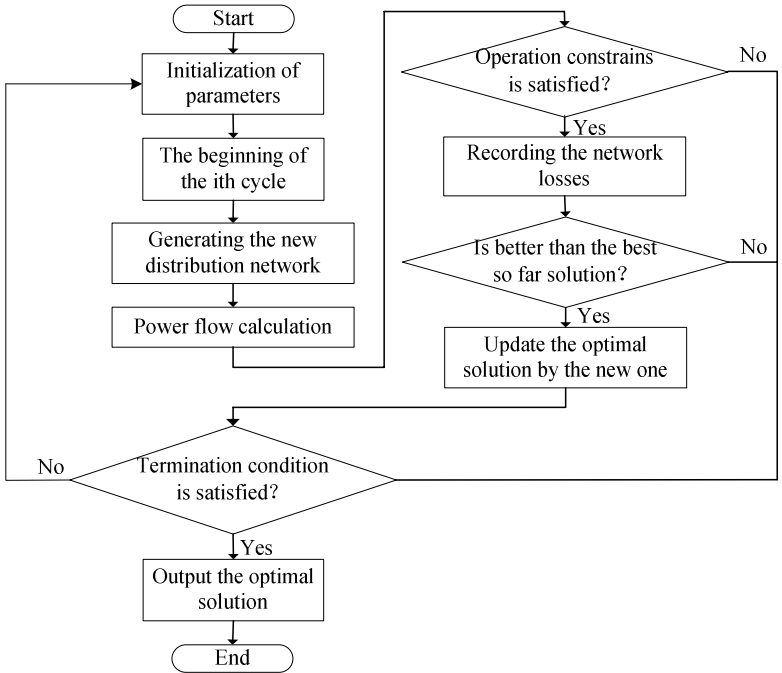 Start
Initialization of
parameters
The beginning of
the ith cycle
Generating the new
distribution network
Power flow calculation
Operation constrains
is satisfied?
No
Yes
Recording the network
losses
Is better than the best
so far solution?
No
Yes
Update the optimal
solution by the new one
Termination condition
is satisfied?
No
Yes
Output the optimal
solution
End